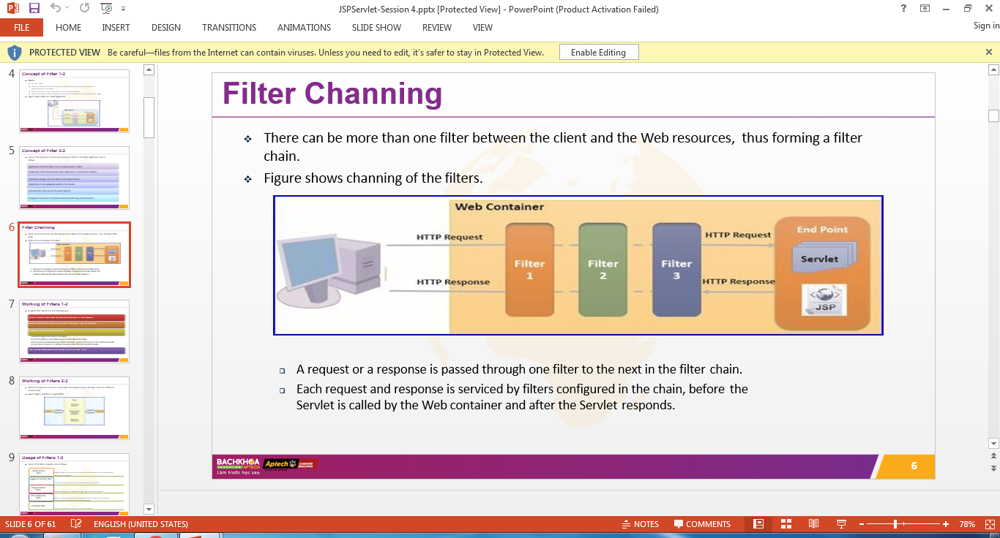 JSPServlet-Session 4.pptx [Protected View] - PowerPoint (Product Activation Failed)
FILE HOME INSERT DESIGN TRANSITIONS ANIMATIONS SLIDE SHOW REVIEW VIEW Sign in
PROTECTED VIEW Be careful—files from the Internet can contain viruses. Unless you need to edit, it's safer to stay in Protected View. Enable Editing
4
Concept of Filter 1-2
5
Concept of Filter 2-2
6
Filter Channing
7
Working of Filters 1-2
8
Working of Filters 2-2
9
Usage of Filters 1-2
Filter Channing
There can be more than one filter between the client and the Web resources, thus forming a filter
chain.
Figure shows channing of the filters.
Web Container
HTTP Request
HTTP Response
Filter
1
Filter
2
Filter
3
HTTP Request
HTTP Response
End Point
Servlet
JSP
A request or a response is passed through one filter to the next in the filter chain.
Each request and response is serviced by filters configured in the chain, before the
Servlet is called by the Web container and after the Servlet responds.
BACHKHOA
EDUCATION APTECH
Aptech COMPUTER EDUCATION
Làm trước học sau
6
SLIDE 6 OF 61 ENGLISH (UNITED STATES) NOTES COMMENTS 78%